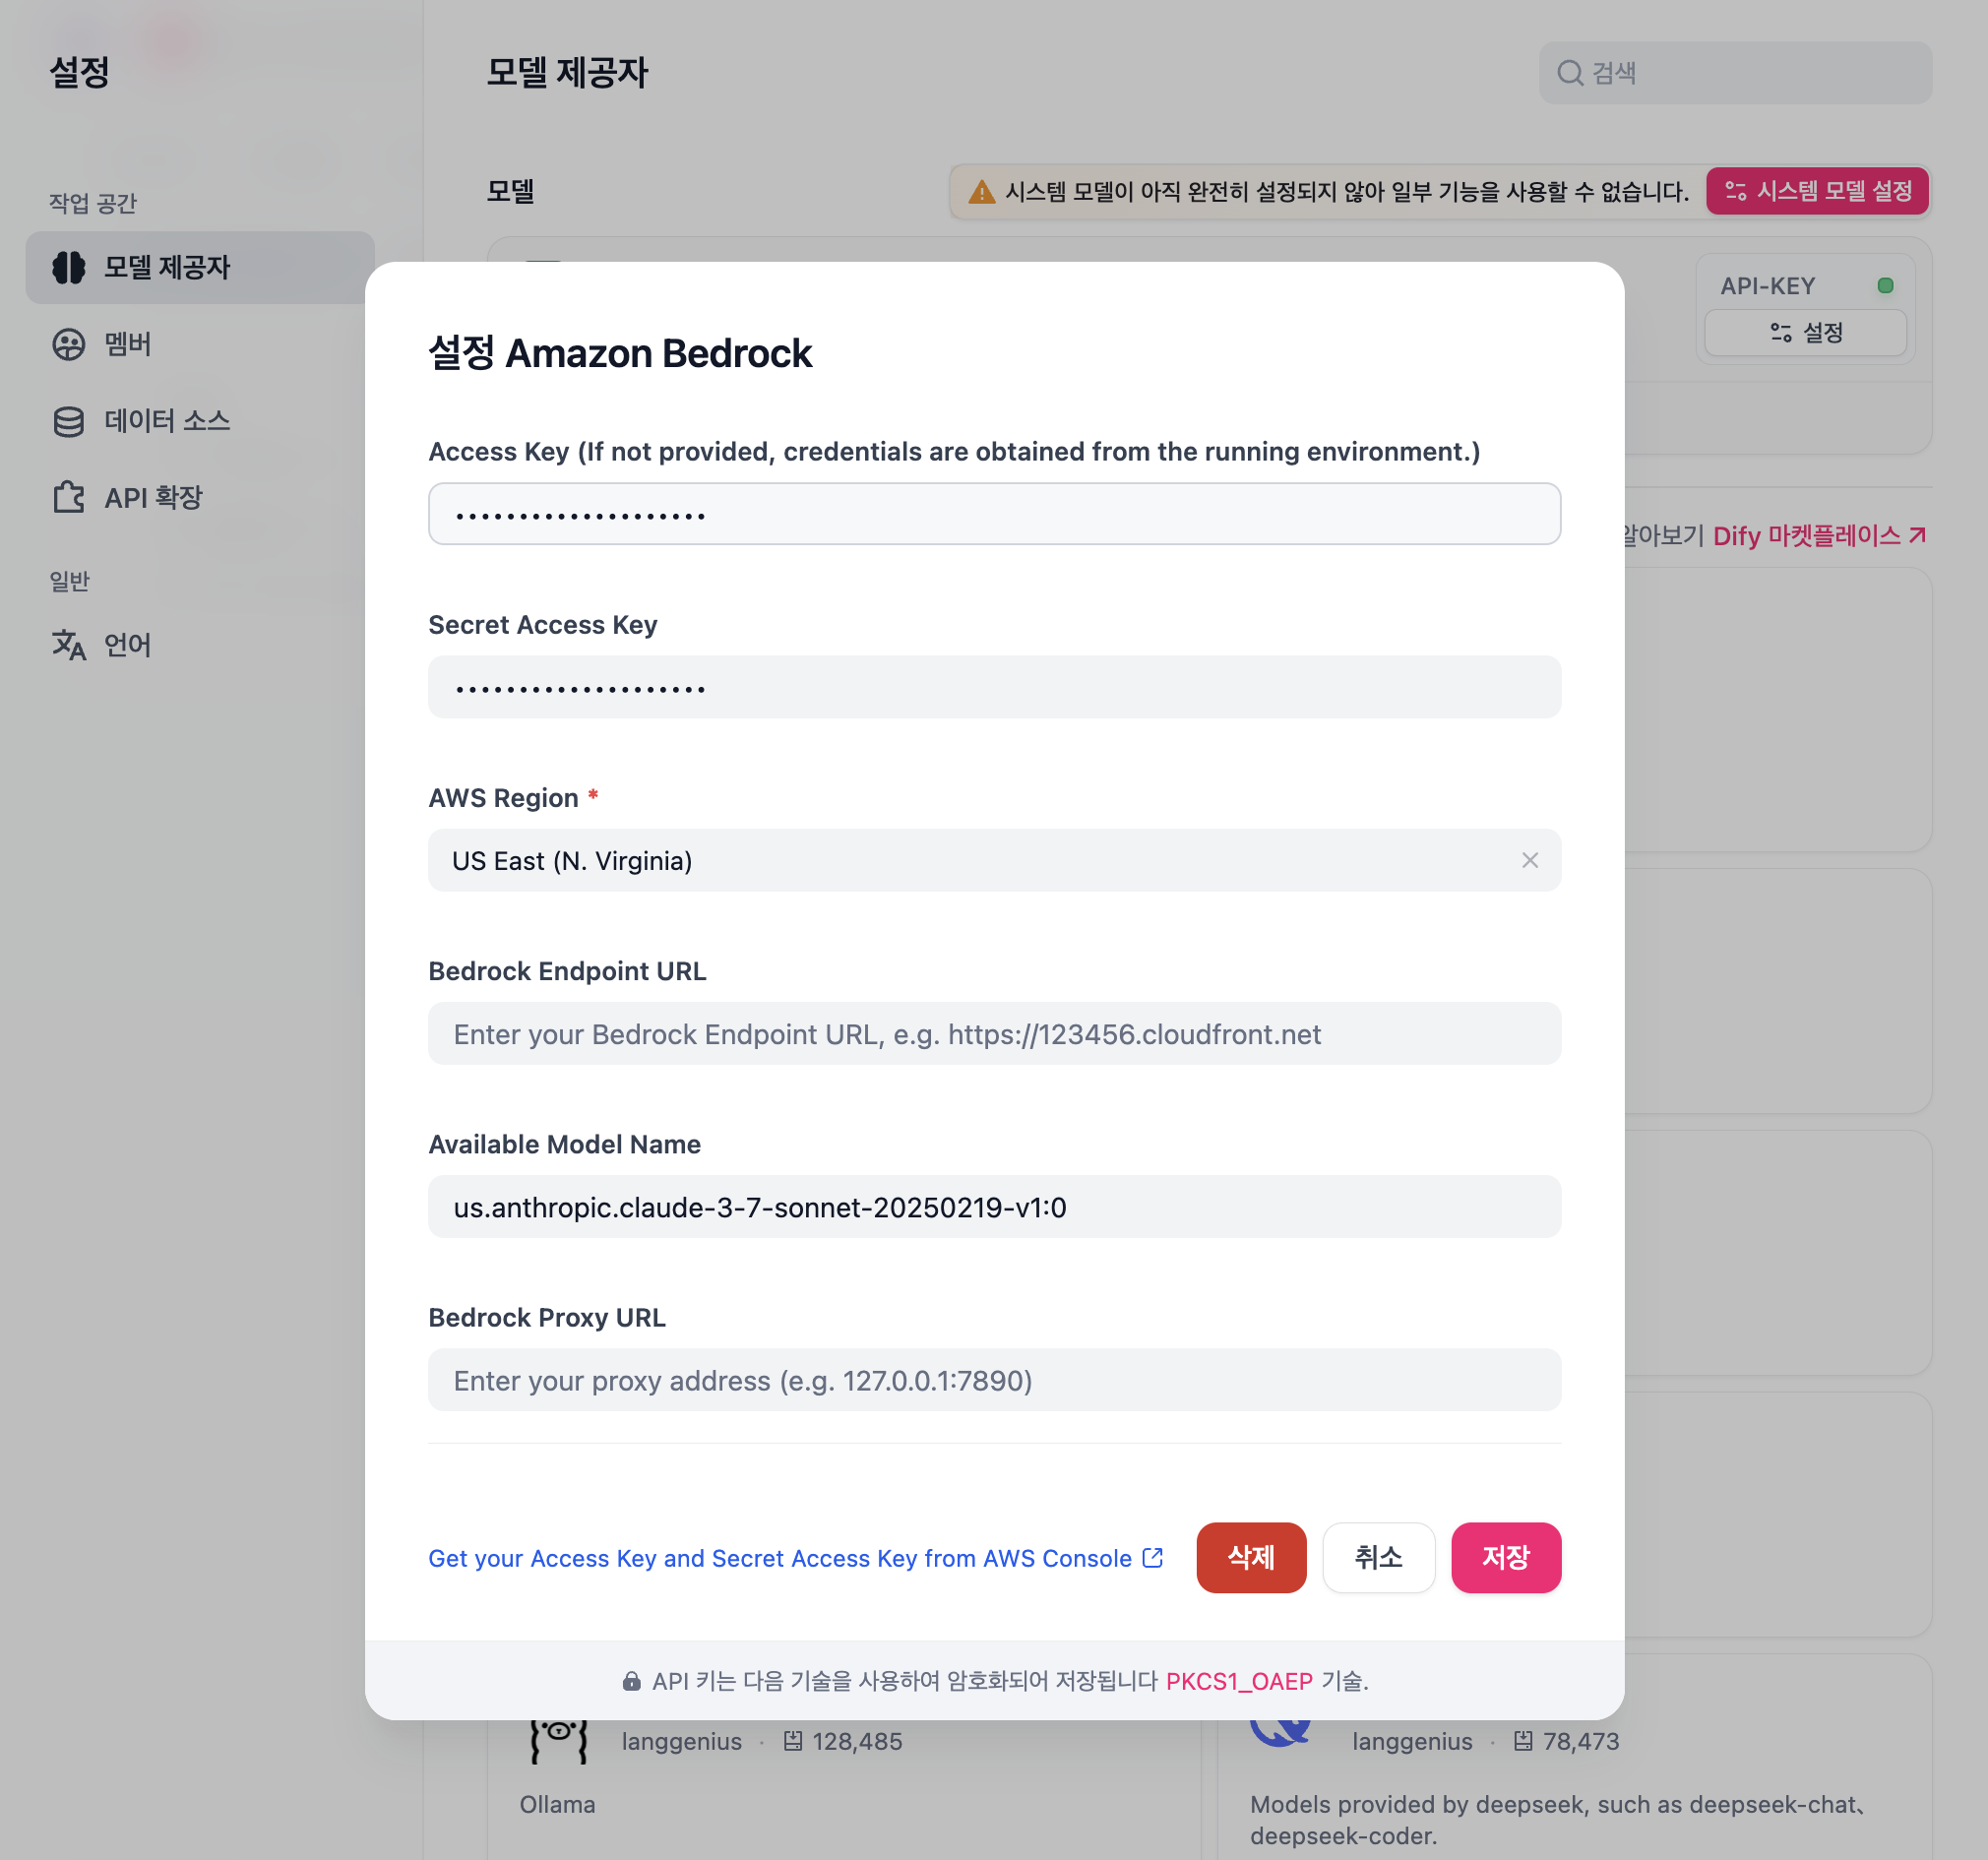 설정
작업 공간
모델 제공자
멤버
데이터 소스
API 확장
일반
언어
모델 제공자
검색
모델
시스템 모델이 아직 완전히 설정되지 않아 일부 기능을 사용할 수 없습니다.
시스템 모델 설정
API-KEY
설정
알아보기 Dify 마켓플레이스
설정 Amazon Bedrock
Access Key (If not provided, credentials are obtained from the running environment.)
••••••••••••••••••••
Secret Access Key
••••••••••••••••••••
AWS Region *
US East (N. Virginia)
Bedrock Endpoint URL
Enter your Bedrock Endpoint URL, e.g. https://123456.cloudfront.net
Available Model Name
us.anthropic.claude-3-7-sonnet-20250219-v1:0
Bedrock Proxy URL
Enter your proxy address (e.g. 127.0.0.1:7890)
Get your Access Key and Secret Access Key from AWS Console
삭제
취소
저장
API 키는 다음 기술을 사용하여 암호화되어 저장됩니다 PKCS1_OAEP 기술.
langgenius · 128,485
Ollama
langgenius · 78,473
Models provided by deepseek, such as deepseek-chat、
deepseek-coder.